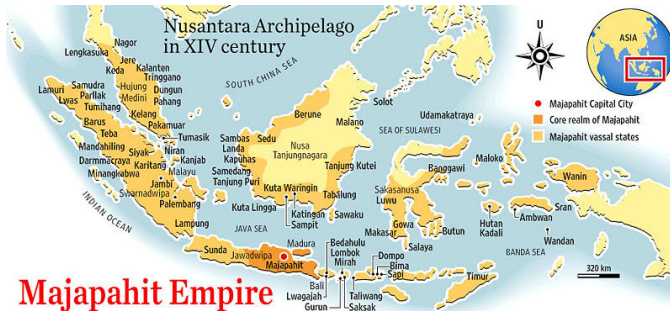 Nusantara Archipelago
in XIV century
U
ASIA
Majapahit Capital City
Core realm of Majapahit
Majapahit vassal states
SOUTH CHINA SEA
SEA OF SULAWESI
INDIAN OCEAN
JAVA SEA
BANDA SEA
Nagor
Lengkasuka
Jere
Keda
Kalanten
Tringgano
Hujung
Medini
Dungun
Pahang
Lamuri
Samudra
Lwas
Parllak
Tumihang
Kelang
Pakamuar
Barus
Teba
Tumasik
Mandahiling
Siyak
Niran
Kanjab
Darmmacraya
Karitang
Malayu
Minangkabwa
Jambi
Swarnadwipa
Palembang
Lampung
Berune
Solot
Malano
Udamakatraya
Sambas
Sedu
Landa
Kapuhas
Nusa
Tanjungnagara
Samedang
Tanjung Puri
Tanjung Kutei
Kuta Waringin
Tabalung
Kuta Lingga
Katingan
Sampit
Sawaku
Banggawi
Maloko
Sakasanusa
Luwu
Wanin
Gowa
Butun
Hutan
Kadali
Ambwan
Sran
Makasar
Salaya
Wandan
Sunda
Jawadwipa
Madura
Majapahit
Bedahulu
Lombok
Mirah
Dompo
Bima
Sapi
Timur
Bali
Lwagajah
Gurun
Taliwang
Saksak
320 km
Majapahit Empire